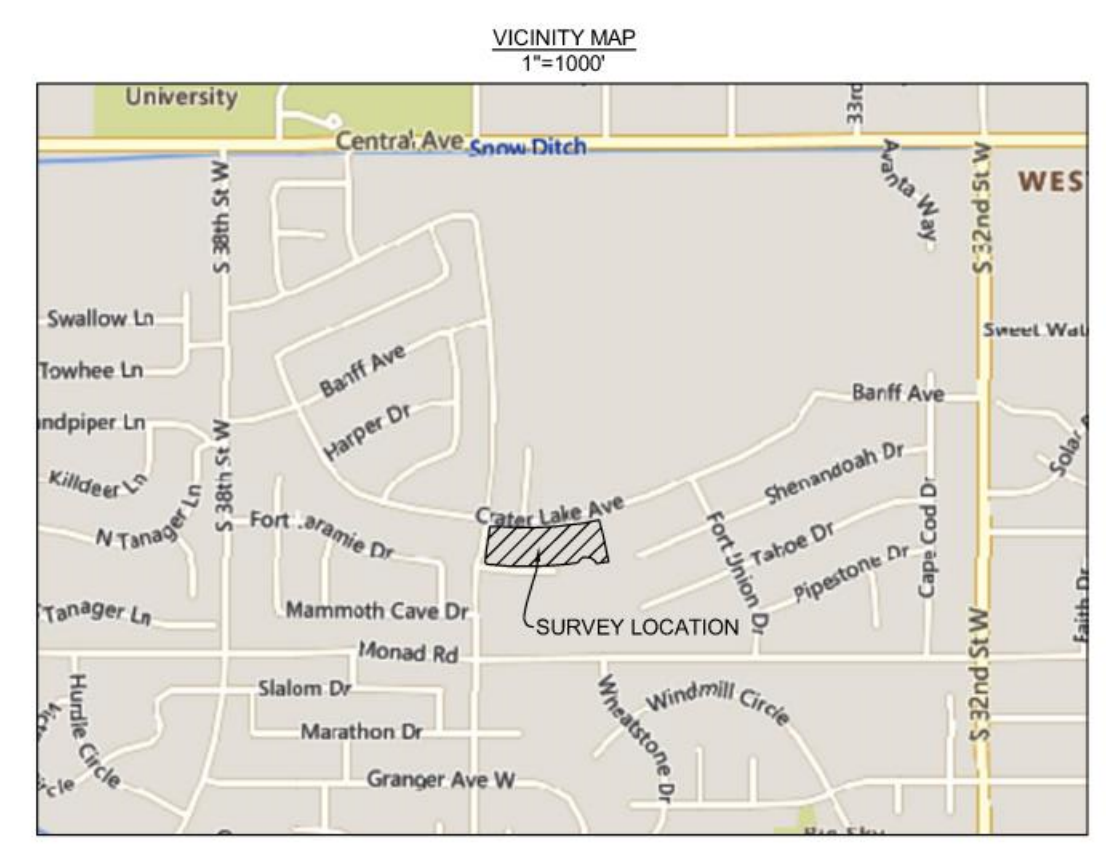 VICINITY MAP
1"=1000'
University
33rd
Central Ave
Snow Ditch
Avanta Way
S 38th St W
S 32nd St W
WES
Swallow Ln
Sweet Wat
Towhee Ln
Banff Ave
Banff Ave
ndpiper Ln
Harper Dr
S 38th St W
Solar
Killdeer Ln
Shenandoah Dr
N Tanager Ln
Fort Laramie Dr
Crater Lake Ave
Fort Union Dr
Tahoe Dr
Cape Cod Dr
Pipestone Dr
Faith Dr
Tanager Ln
Mammoth Cave Dr
SURVEY LOCATION
Monad Rd
S 32nd St W
Hurdle Circle
Slalom Dr
Wheatstone Dr
Windmill Circle
Marathon Dr
rcle
Granger Ave W